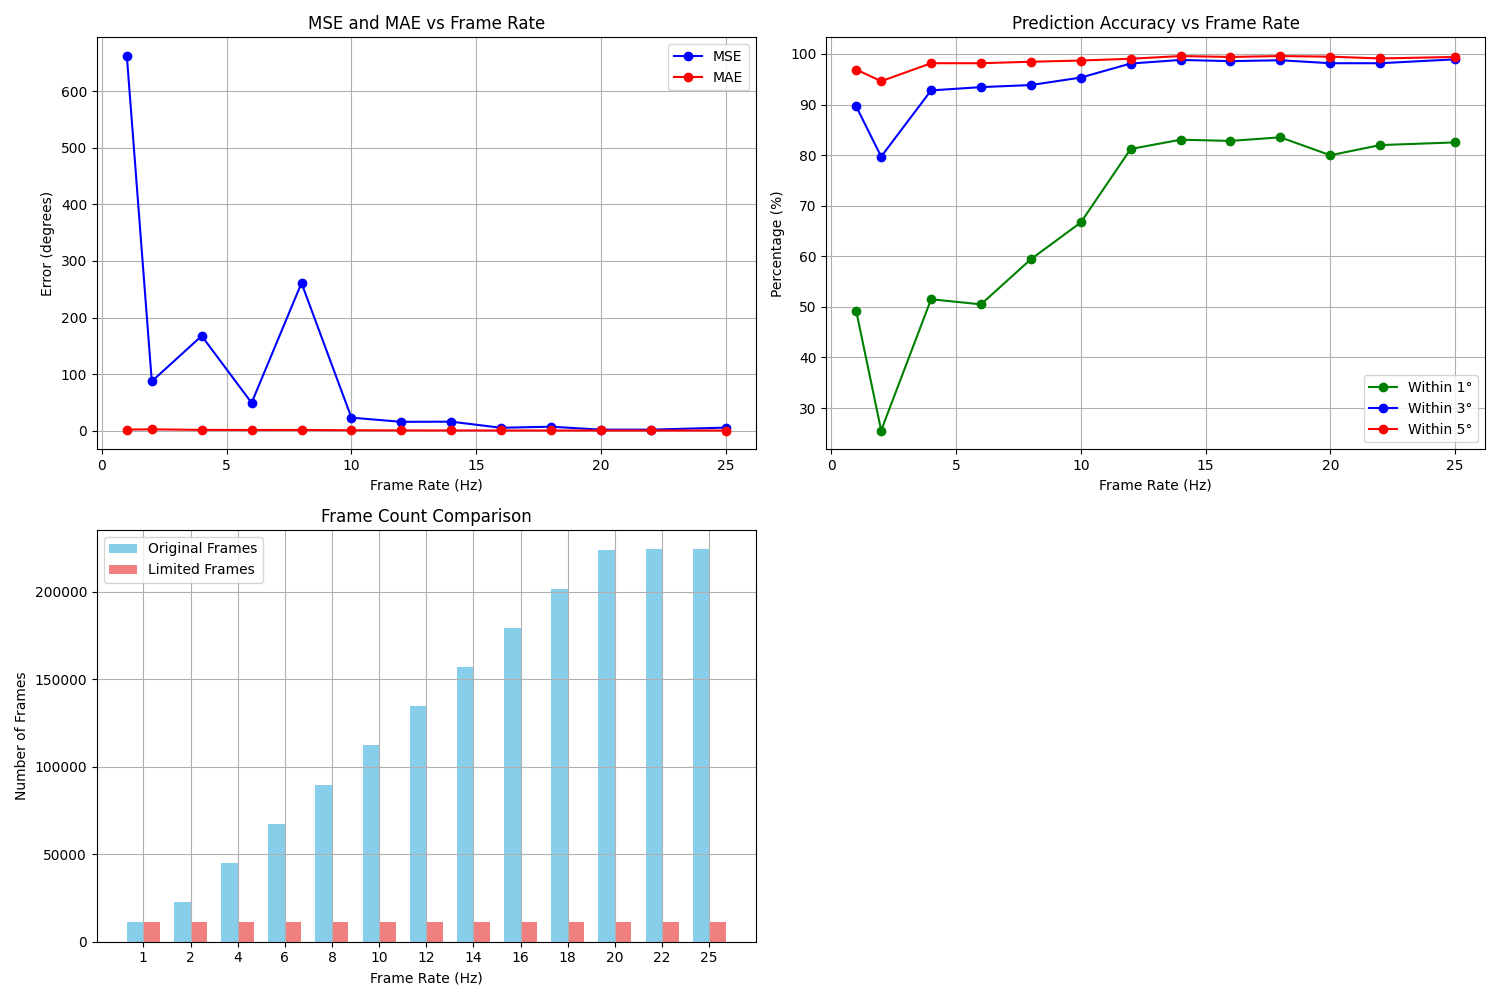 MSE and MAE vs Frame Rate
MSE
MAE
Error (degrees)
600
500
400
300
200
100
0
0 5 10 15 20 25
Frame Rate (Hz)
Prediction Accuracy vs Frame Rate
Percentage (%)
100
90
80
70
60
50
40
30
Within 1°
Within 3°
Within 5°
0 5 10 15 20 25
Frame Rate (Hz)
Frame Count Comparison
Original Frames
Limited Frames
Number of Frames
200000
150000
100000
50000
0
1 2 4 6 8 10 12 14 16 18 20 22 25
Frame Rate (Hz)